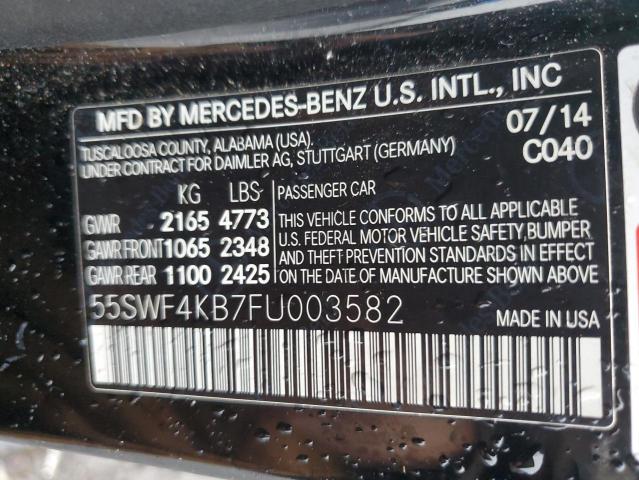 MFD BY MERCEDES-BENZ U.S. INTL., INC
TUSCALOOSA COUNTY, ALABAMA (USA). 07/14
UNDER CONTRACT FOR DAIMLER AG, STUTTGART (GERMANY) C040
KG LBS PASSENGER CAR
GVWR 2165 4773 THIS VEHICLE CONFORMS TO ALL APPLICABLE
GAWR FRONT 1065 2348 U.S. FEDERAL MOTOR VEHICLE SAFETY, BUMPER
GAWR REAR 1100 2425 AND THEFT PREVENTION STANDARDS IN EFFECT
ON THE DATE OF MANUFACTURE SHOWN ABOVE.
55SWF4KB7FU003582 MADE IN USA